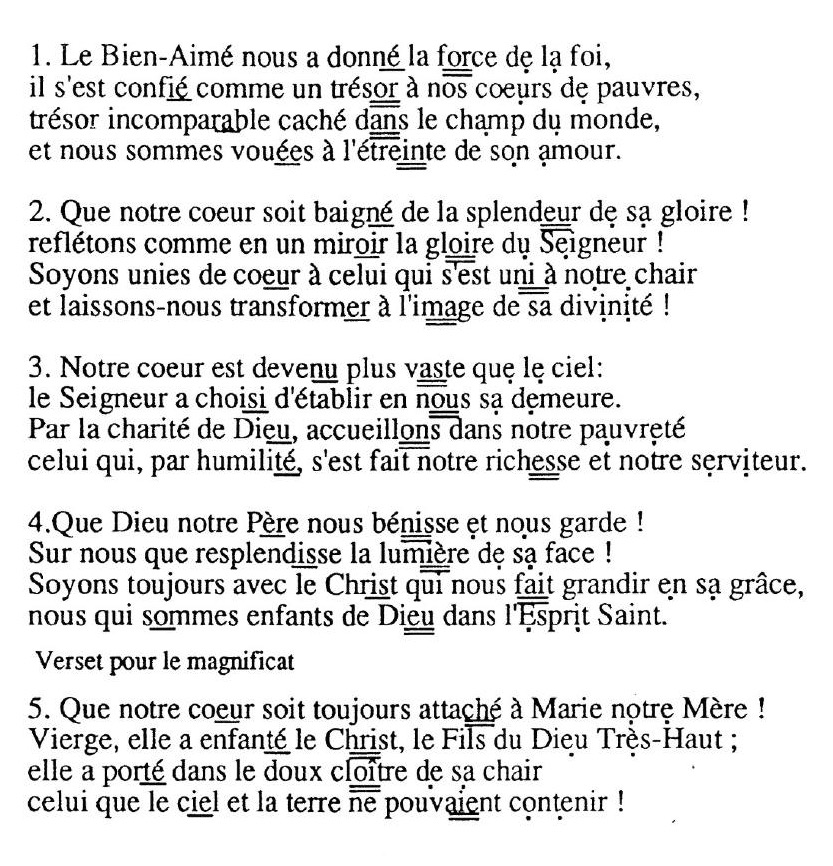 1. Le Bien-Aimé nous a donné la force de la foi,
il s'est confié comme un trésor à nos coeurs de pauvres,
trésor incomparable caché dans le champ du monde,
et nous sommes vouées à l'étreinte de son amour.
2. Que notre coeur soit baigné de la splendeur de sa gloire !
reflétons comme en un miroir la gloire du Seigneur !
Soyons unies de coeur à celui qui s'est uni à notre chair
et laissons-nous transformer à l'image de sa divinité !
3. Notre coeur est devenu plus vaste que le ciel:
le Seigneur a choisi d'établir en nous sa demeure.
Par la charité de Dieu, accueillons dans notre pauvreté
celui qui, par humilité, s'est fait notre richesse et notre serviteur.
4.Que Dieu notre Père nous bénisse et nous garde !
Sur nous que resplendisse la lumière de sa face !
Soyons toujours avec le Christ qui nous fait grandir en sa grâce,
nous qui sommes enfants de Dieu dans l'Esprit Saint.
Verset pour le magnificat
5. Que notre coeur soit toujours attaché à Marie notre Mère !
Vierge, elle a enfanté le Christ, le Fils du Dieu Très-Haut ;
elle a porté dans le doux cloître de sa chair
celui que le ciel et la terre ne pouvaient contenir !